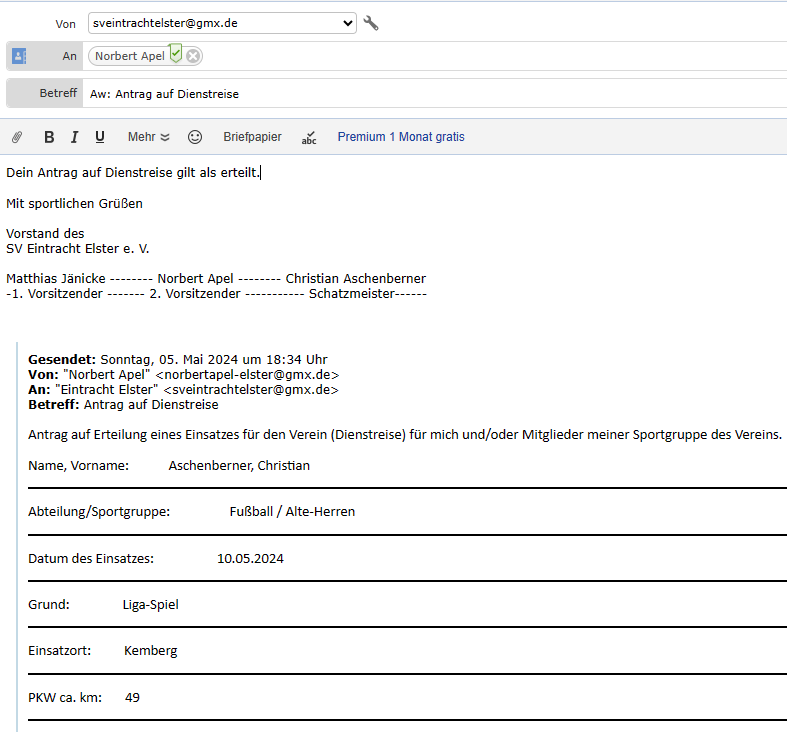 Von sveintrachtelster@gmx.de
An Norbert Apel
Betreff Aw: Antrag auf Dienstreise
B I U Mehr Briefpapier abc Premium 1 Monat gratis
Dein Antrag auf Dienstreise gilt als erteilt.
Mit sportlichen Grüßen
Vorstand des
SV Eintracht Elster e. V.
Matthias Jänicke -------- Norbert Apel -------- Christian Aschenberner
-1. Vorsitzender ------- 2. Vorsitzender ----------- Schatzmeister------
Gesendet: Sonntag, 05. Mai 2024 um 18:34 Uhr
Von: "Norbert Apel" <norbertapel-elster@gmx.de>
An: "Eintracht Elster" <sveintrachtelster@gmx.de>
Betreff: Antrag auf Dienstreise
Antrag auf Erteilung eines Einsatzes für den Verein (Dienstreise) für mich und/oder Mitglieder meiner Sportgruppe des Vereins.
Name, Vorname: Aschenberner, Christian
Abteilung/Sportgruppe: Fußball / Alte-Herren
Datum des Einsatzes: 10.05.2024
Grund: Liga-Spiel
Einsatzort: Kemberg
PKW ca. km: 49